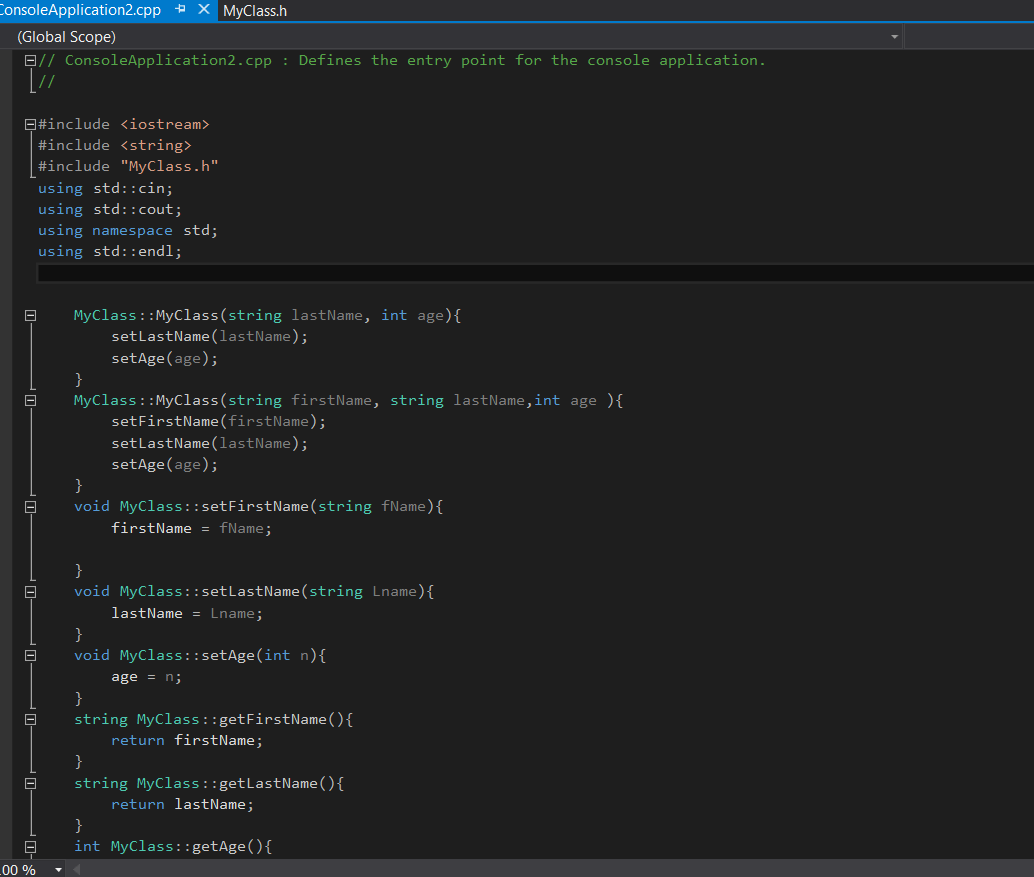 ConsoleApplication2.cpp MyClass.h
(Global Scope)
// ConsoleApplication2.cpp : Defines the entry point for the console application.
//
#include <iostream>
#include <string>
#include "MyClass.h"
using std::cin;
using std::cout;
using namespace std;
using std::endl;
MyClass::MyClass(string lastName, int age){
setLastName(lastName);
setAge(age);
}
MyClass::MyClass(string firstName, string lastName,int age ){
setFirstName(firstName);
setLastName(lastName);
setAge(age);
}
void MyClass::setFirstName(string fName){
firstName = fName;
}
void MyClass::setLastName(string Lname){
lastName = Lname;
}
void MyClass::setAge(int n){
age = n;
}
string MyClass::getFirstName(){
return firstName;
}
string MyClass::getLastName(){
return lastName;
}
int MyClass::getAge(){
00 %